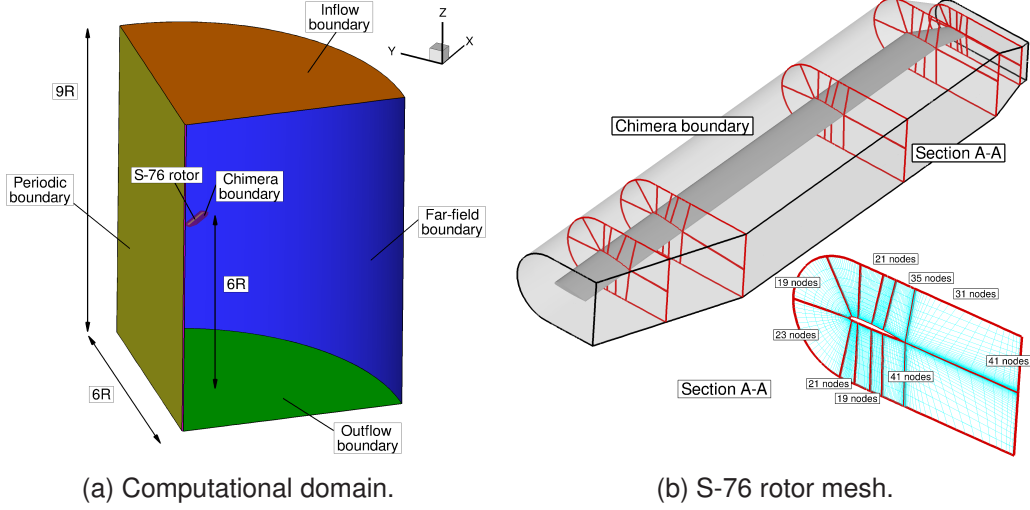 Inflow
boundary
Z
Y
X
9R
S-76 rotor
Chimera
boundary
Periodic
boundary
Far-field
boundary
6R
6R
Outflow
boundary
(a) Computational domain.
Chimera boundary
Section A-A
21 nodes
35 nodes
31 nodes
19 nodes
23 nodes
41 nodes
41 nodes
21 nodes
19 nodes
Section A-A
(b) S-76 rotor mesh.